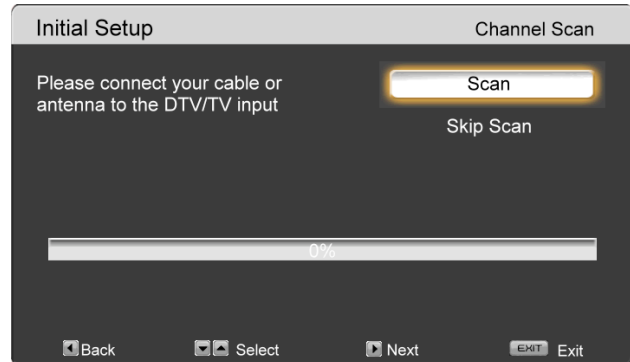 Initial Setup
Channel Scan
Please connect your cable or
antenna to the DTV/TV input
Scan
Skip Scan
0%
Back Select Next EXIT Exit